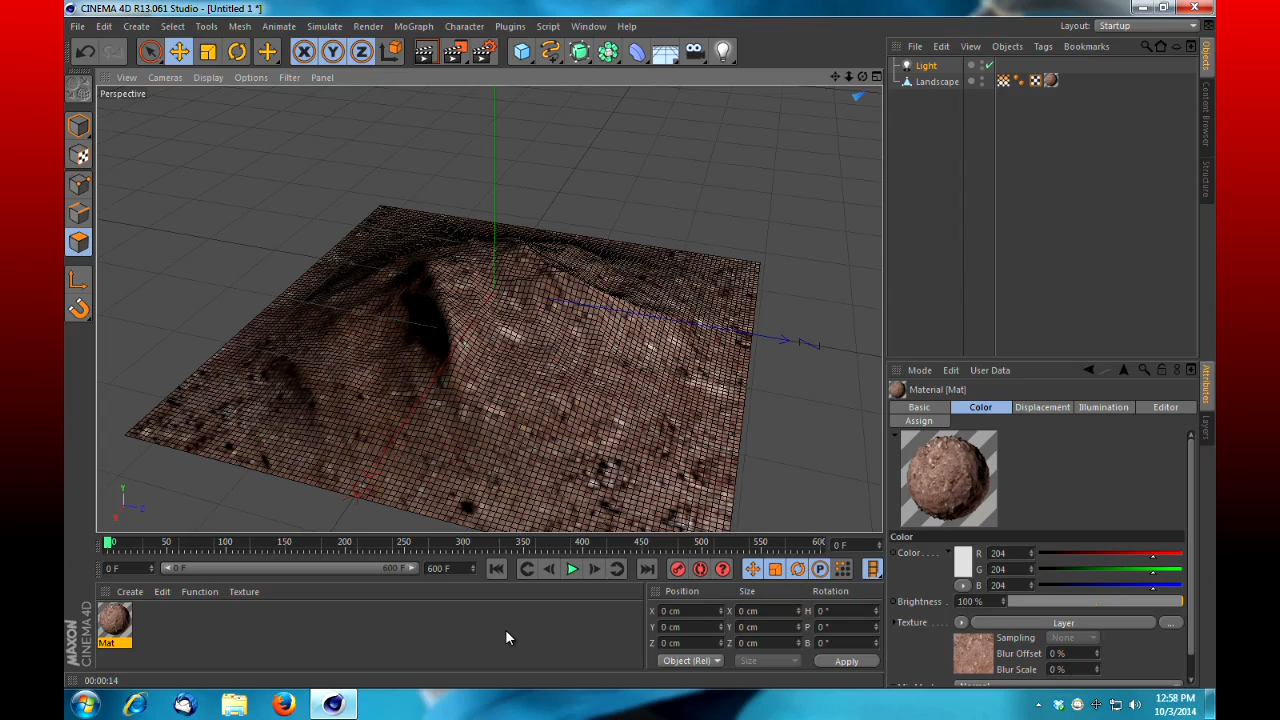 CINEMA 4D R13.061 Studio - [Untitled 1 *]
File Edit Create Select Tools Mesh Animate Simulate Render MoGraph Character Plugins Script Window Help Layout: Startup
File Edit View Objects Tags Bookmarks
View Cameras Display Options Filter Panel
Perspective
Light
Landscape
Objects
Content Browser
Structure
Mode Edit User Data
Material [Mat]
Basic Color Displacement Illumination Editor
Assign
Attributes
Layers
Color
Color R 204
G 204
B 204
Brightness 100 %
Texture Layer ...
Sampling None
Blur Offset 0 %
Blur Scale 0 %
Y
Z
X
0 50 100 150 200 250 300 350 400 450 500 550 600 0 F
0 F 0 F 600 F 600 F
Create Edit Function Texture
Position Size Rotation
X 0 cm X 0 cm H 0 °
Y 0 cm Y 0 cm P 0 °
Z 0 cm Z 0 cm B 0 °
Object (Rel) Size Apply
Mat
MAXON CINEMA 4D
00:00:14
12:58 PM
10/3/2014